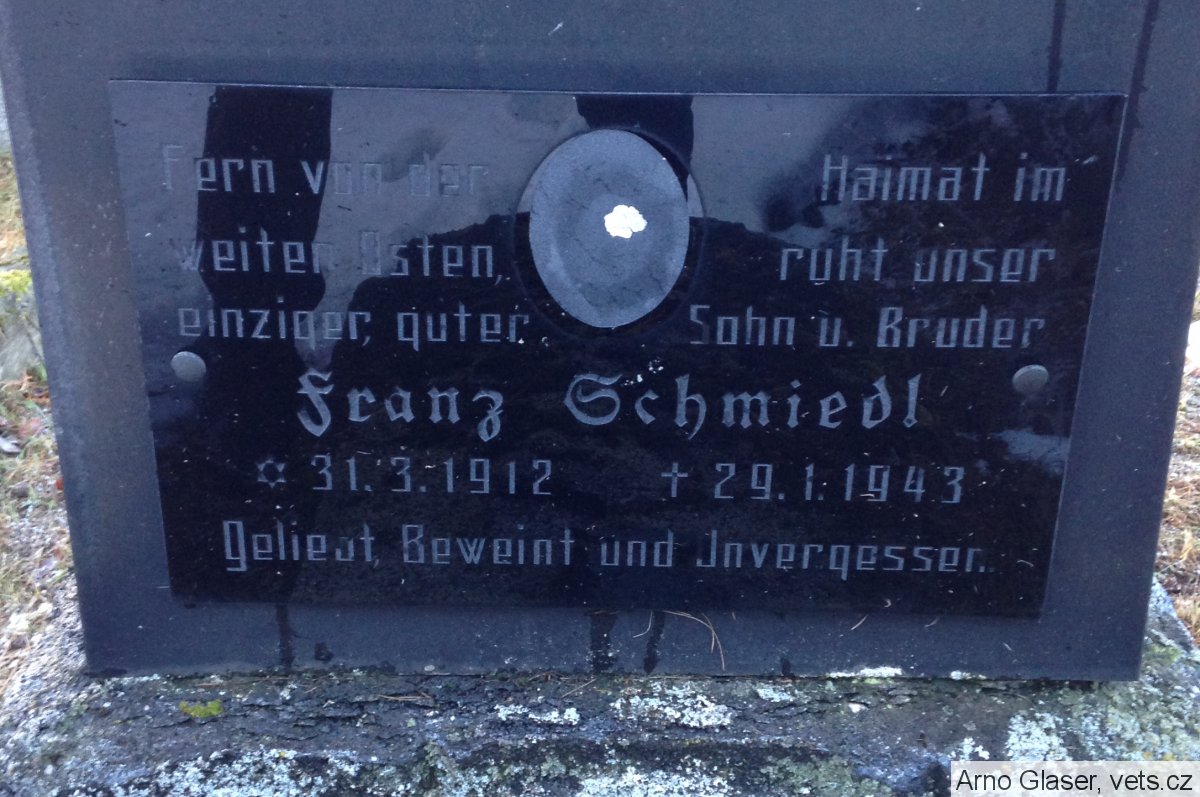 Fern von der Haimat im
weiter Osten, ruht unser
einziger, guter Sohn u. Bruder
Franz Schmiedl
✡ 31.3.1912 ✝ 29.1.1943
Geliebt, Beweint und Unvergessen.
Arno Glaser, vets.cz